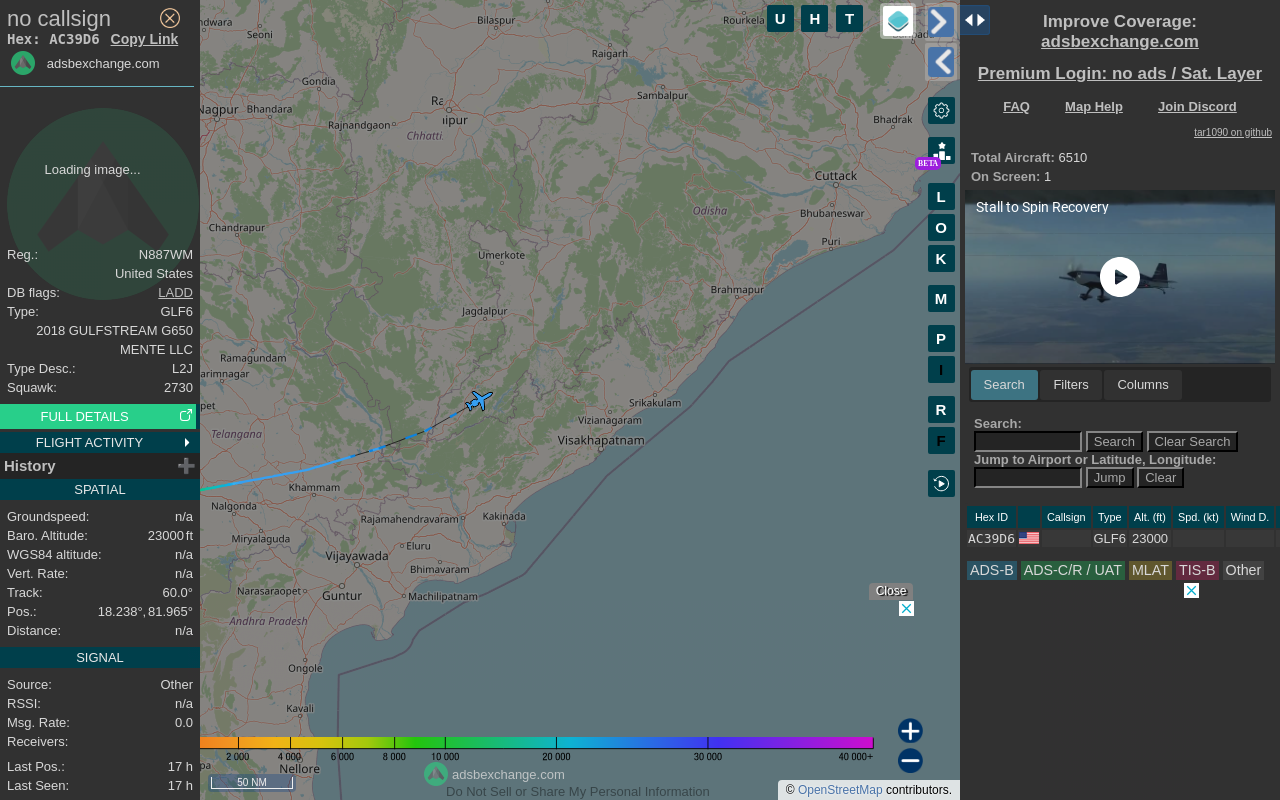 no callsign
Hex: AC39D6 Copy Link
adsbexchange.com
Loading image...
Reg.: N887WM
United States
DB flags: LADD
Type: GLF6
2018 GULFSTREAM G650
MENTE LLC
Type Desc.: L2J
Squawk: 2730
FULL DETAILS
FLIGHT ACTIVITY
History
SPATIAL
Groundspeed: n/a
Baro. Altitude: 23000 ft
WGS84 altitude: n/a
Vert. Rate: n/a
Track: 60.0°
Pos.: 18.238°, 81.965°
Distance: n/a
SIGNAL
Source: Other
RSSI: n/a
Msg. Rate: 0.0
Receivers:
Last Pos.: 17 h
Last Seen: 17 h
ndwara
Seoni
Bilaspur
Rourkela
Raigarh
Gondia
Sambalpur
Nagpur
Bhandara
Ra
ipur
Rajnandgaon
Chhatti
Bhadrak
Cuttack
Odisha
Bhubaneswar
Chandrapur
Puri
Umerkote
Brahmapur
Jagdalpur
Ramagundam
arimnagar
pet
Srikakulam
Vizianagaram
Telangana
Visakhapatnam
Khammam
Nalgonda
Rajamahendravaram
Kakinada
Miryalaguda
Eluru
Vijayawada
Bhimavaram
Narasaraopet
Guntur
Machilipatnam
Andhra Pradesh
Ongole
Kavali
Nellore
pa
U H T
BETA
L
O
K
M
P
I
R
F
Close
2 000 4 000 6 000 8 000 10 000 20 000 30 000 40 000+
50 NM
adsbexchange.com
Do Not Sell or Share My Personal Information
© OpenStreetMap contributors.
Improve Coverage:
adsbexchange.com
Premium Login: no ads / Sat. Layer
FAQ Map Help Join Discord
tar1090 on github
Total Aircraft: 6510
On Screen: 1
Stall to Spin Recovery
Search Filters Columns
Search:
Search Clear Search
Jump to Airport or Latitude, Longitude:
Jump Clear
Hex ID Callsign Type Alt. (ft) Spd. (kt) Wind D.
AC39D6 GLF6 23000
ADS-B ADS-C/R / UAT MLAT TIS-B Other